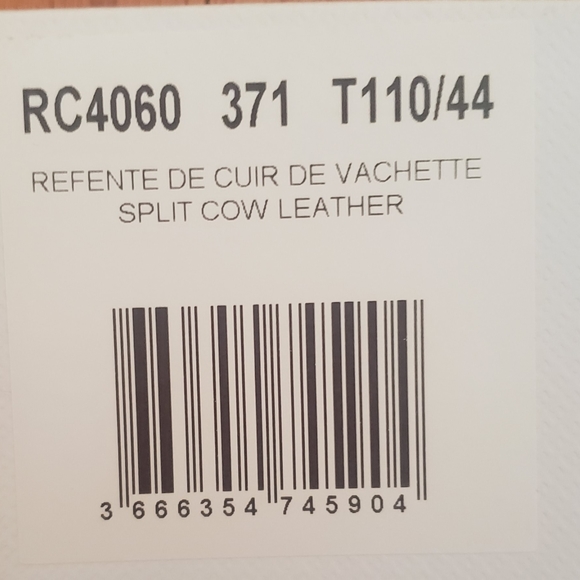 RC4060 371 T110/44
REFENTE DE CUIR DE VACHETTE
SPLIT COW LEATHER
3 666354 745904